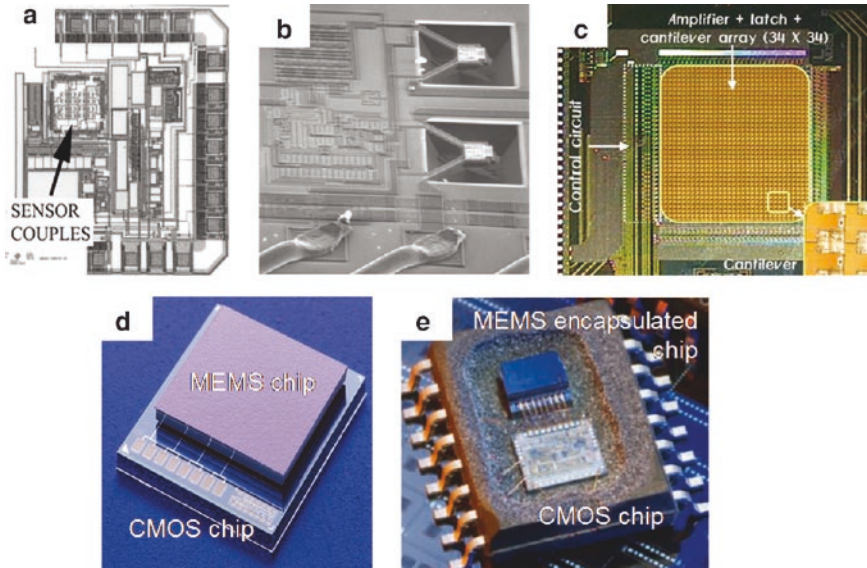 a
SENSOR
COUPLES
b
c
Amplifier + latch +
cantilever array (34 X 34)
Control circuit
Cantilever
d
MEMS chip
CMOS chip
e
MEMS encapsulated
chip
CMOS chip